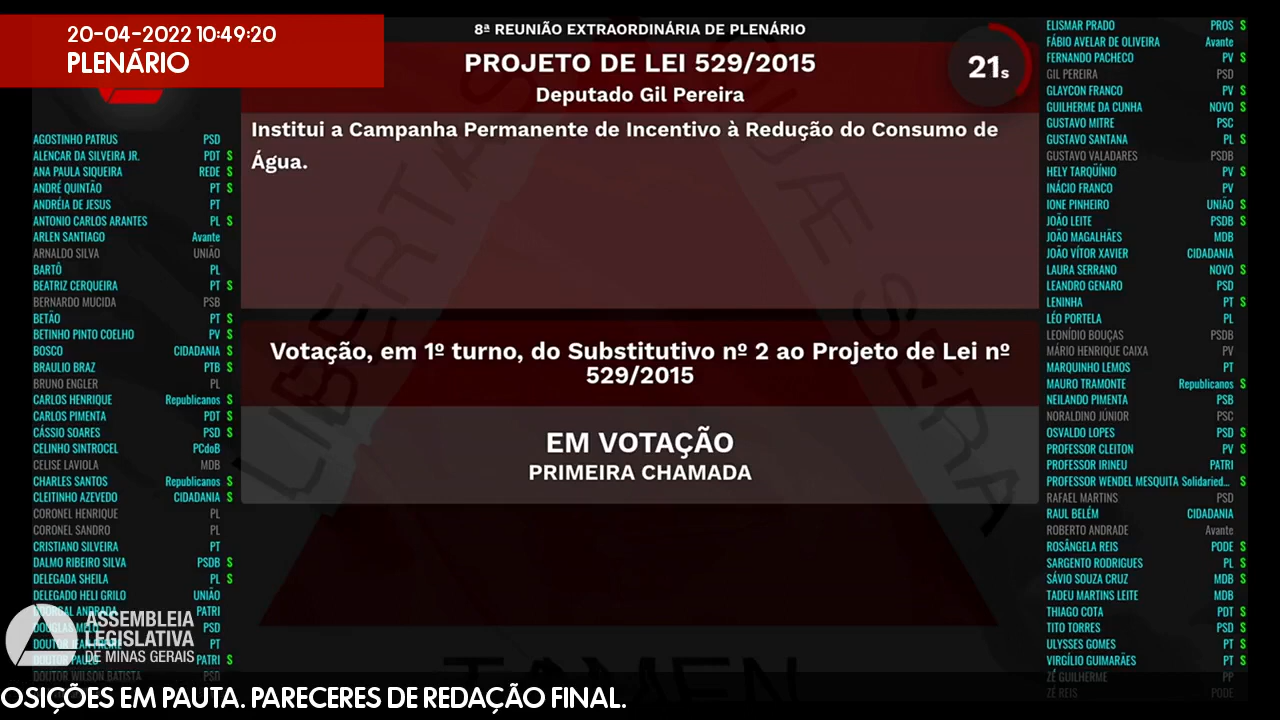 20-04-2022 10:49:20
PLENÁRIO
8ª REUNIÃO EXTRAORDINÁRIA DE PLENÁRIO
PROJETO DE LEI 529/2015
Deputado Gil Pereira
21s
Institui a Campanha Permanente de Incentivo à Redução do Consumo de
Água.
Votação, em 1º turno, do Substitutivo nº 2 ao Projeto de Lei nº
529/2015
EM VOTAÇÃO
PRIMEIRA CHAMADA
AGOSTINHO PATRUS PSD
ALENCAR DA SILVEIRA JR. PDT S
ANA PAULA SIQUEIRA REDE S
ANDRÉ QUINTÃO PT S
ANDRÉIA DE JESUS PT
ANTONIO CARLOS ARANTES PL S
ARLEN SANTIAGO Avante
ARNALDO SILVA UNIÃO
BARTÔ PL
BEATRIZ CERQUEIRA PT S
BERNARDO MUCIDA PSB
BETÃO PT S
BETINHO PINTO COELHO PV S
BOSCO CIDADANIA S
BRAULIO BRAZ PTB S
BRUNO ENGLER PL
CARLOS HENRIQUE Republicanos S
CARLOS PIMENTA PDT S
CÁSSIO SOARES PSD S
CELINHO SINTROCEL PCdoB
CELISE LAVIOLA MDB
CHARLES SANTOS Republicanos S
CLEITINHO AZEVEDO CIDADANIA S
CORONEL HENRIQUE PL
CORONEL SANDRO PL
CRISTIANO SILVEIRA PT
DALMO RIBEIRO SILVA PSDB S
DELEGADA SHEILA PL S
DELEGADO HELI GRILO UNIÃO
DOORGAL ANDRADA PATRI
DOUGLAS MELO PSD
DOUTOR JEAN FREIRE PT
DOUTOR PAULO PATRI S
DOUTOR WILSON BATISTA PSD
ELISMAR PRADO PROS S
FÁBIO AVELAR DE OLIVEIRA Avante
FERNANDO PACHECO PV S
GIL PEREIRA PSD
GLAYCON FRANCO PV S
GUILHERME DA CUNHA NOVO S
GUSTAVO MITRE PSC
GUSTAVO SANTANA PL S
GUSTAVO VALADARES PSDB
HELY TARQÜÍNIO PV S
INÁCIO FRANCO PV
IONE PINHEIRO UNIÃO S
JOÃO LEITE PSDB S
JOÃO MAGALHÃES MDB
JOÃO VÍTOR XAVIER CIDADANIA
LAURA SERRANO NOVO S
LEANDRO GENARO PSD
LENINHA PT S
LÉO PORTELA PL
LEONÍDIO BOUÇAS PSDB
MÁRIO HENRIQUE CAIXA PV
MARQUINHO LEMOS PT
MAURO TRAMONTE Republicanos S
NEILANDO PIMENTA PSB
NORALDINO JÚNIOR PSC
OSVALDO LOPES PSD S
PROFESSOR CLEITON PV S
PROFESSOR IRINEU PATRI
PROFESSOR WENDEL MESQUITA Solidaried... S
RAFAEL MARTINS PSD
RAUL BELÉM CIDADANIA
ROBERTO ANDRADE Avante
ROSÂNGELA REIS PODE S
SARGENTO RODRIGUES PL S
SÁVIO SOUZA CRUZ MDB S
TADEU MARTINS LEITE MDB
THIAGO COTA PDT S
TITO TORRES PSD S
ULYSSES GOMES PT S
VIRGÍLIO GUIMARÃES PT S
ZÉ GUILHERME PP
ZÉ REIS PODE
LIBERTAS QUÆ SERA
TAMEN
ASSEMBLEIA
LEGISLATIVA
DE MINAS GERAIS
OSIÇÕES EM PAUTA. PARECERES DE REDAÇÃO FINAL.